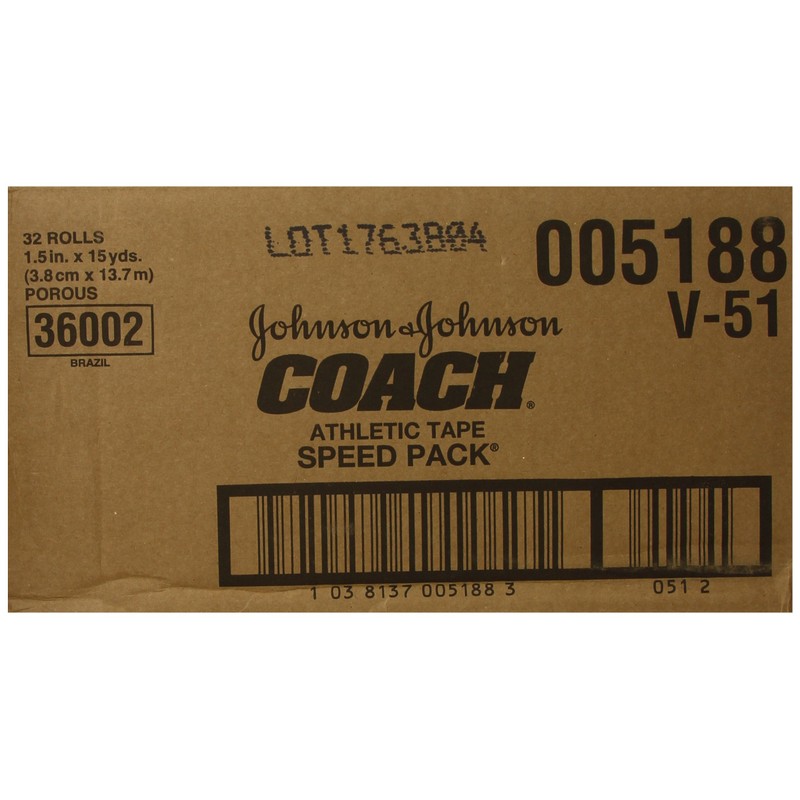 32 ROLLS
1.5 in. x 15 yds.
(3.8 cm x 13.7 m)
POROUS
36002
BRAZIL
LOT1763B04
005188
V-51
Johnson & Johnson
COACH®
ATHLETIC TAPE
SPEED PACK®
1 03 8137 005188 3
051 2